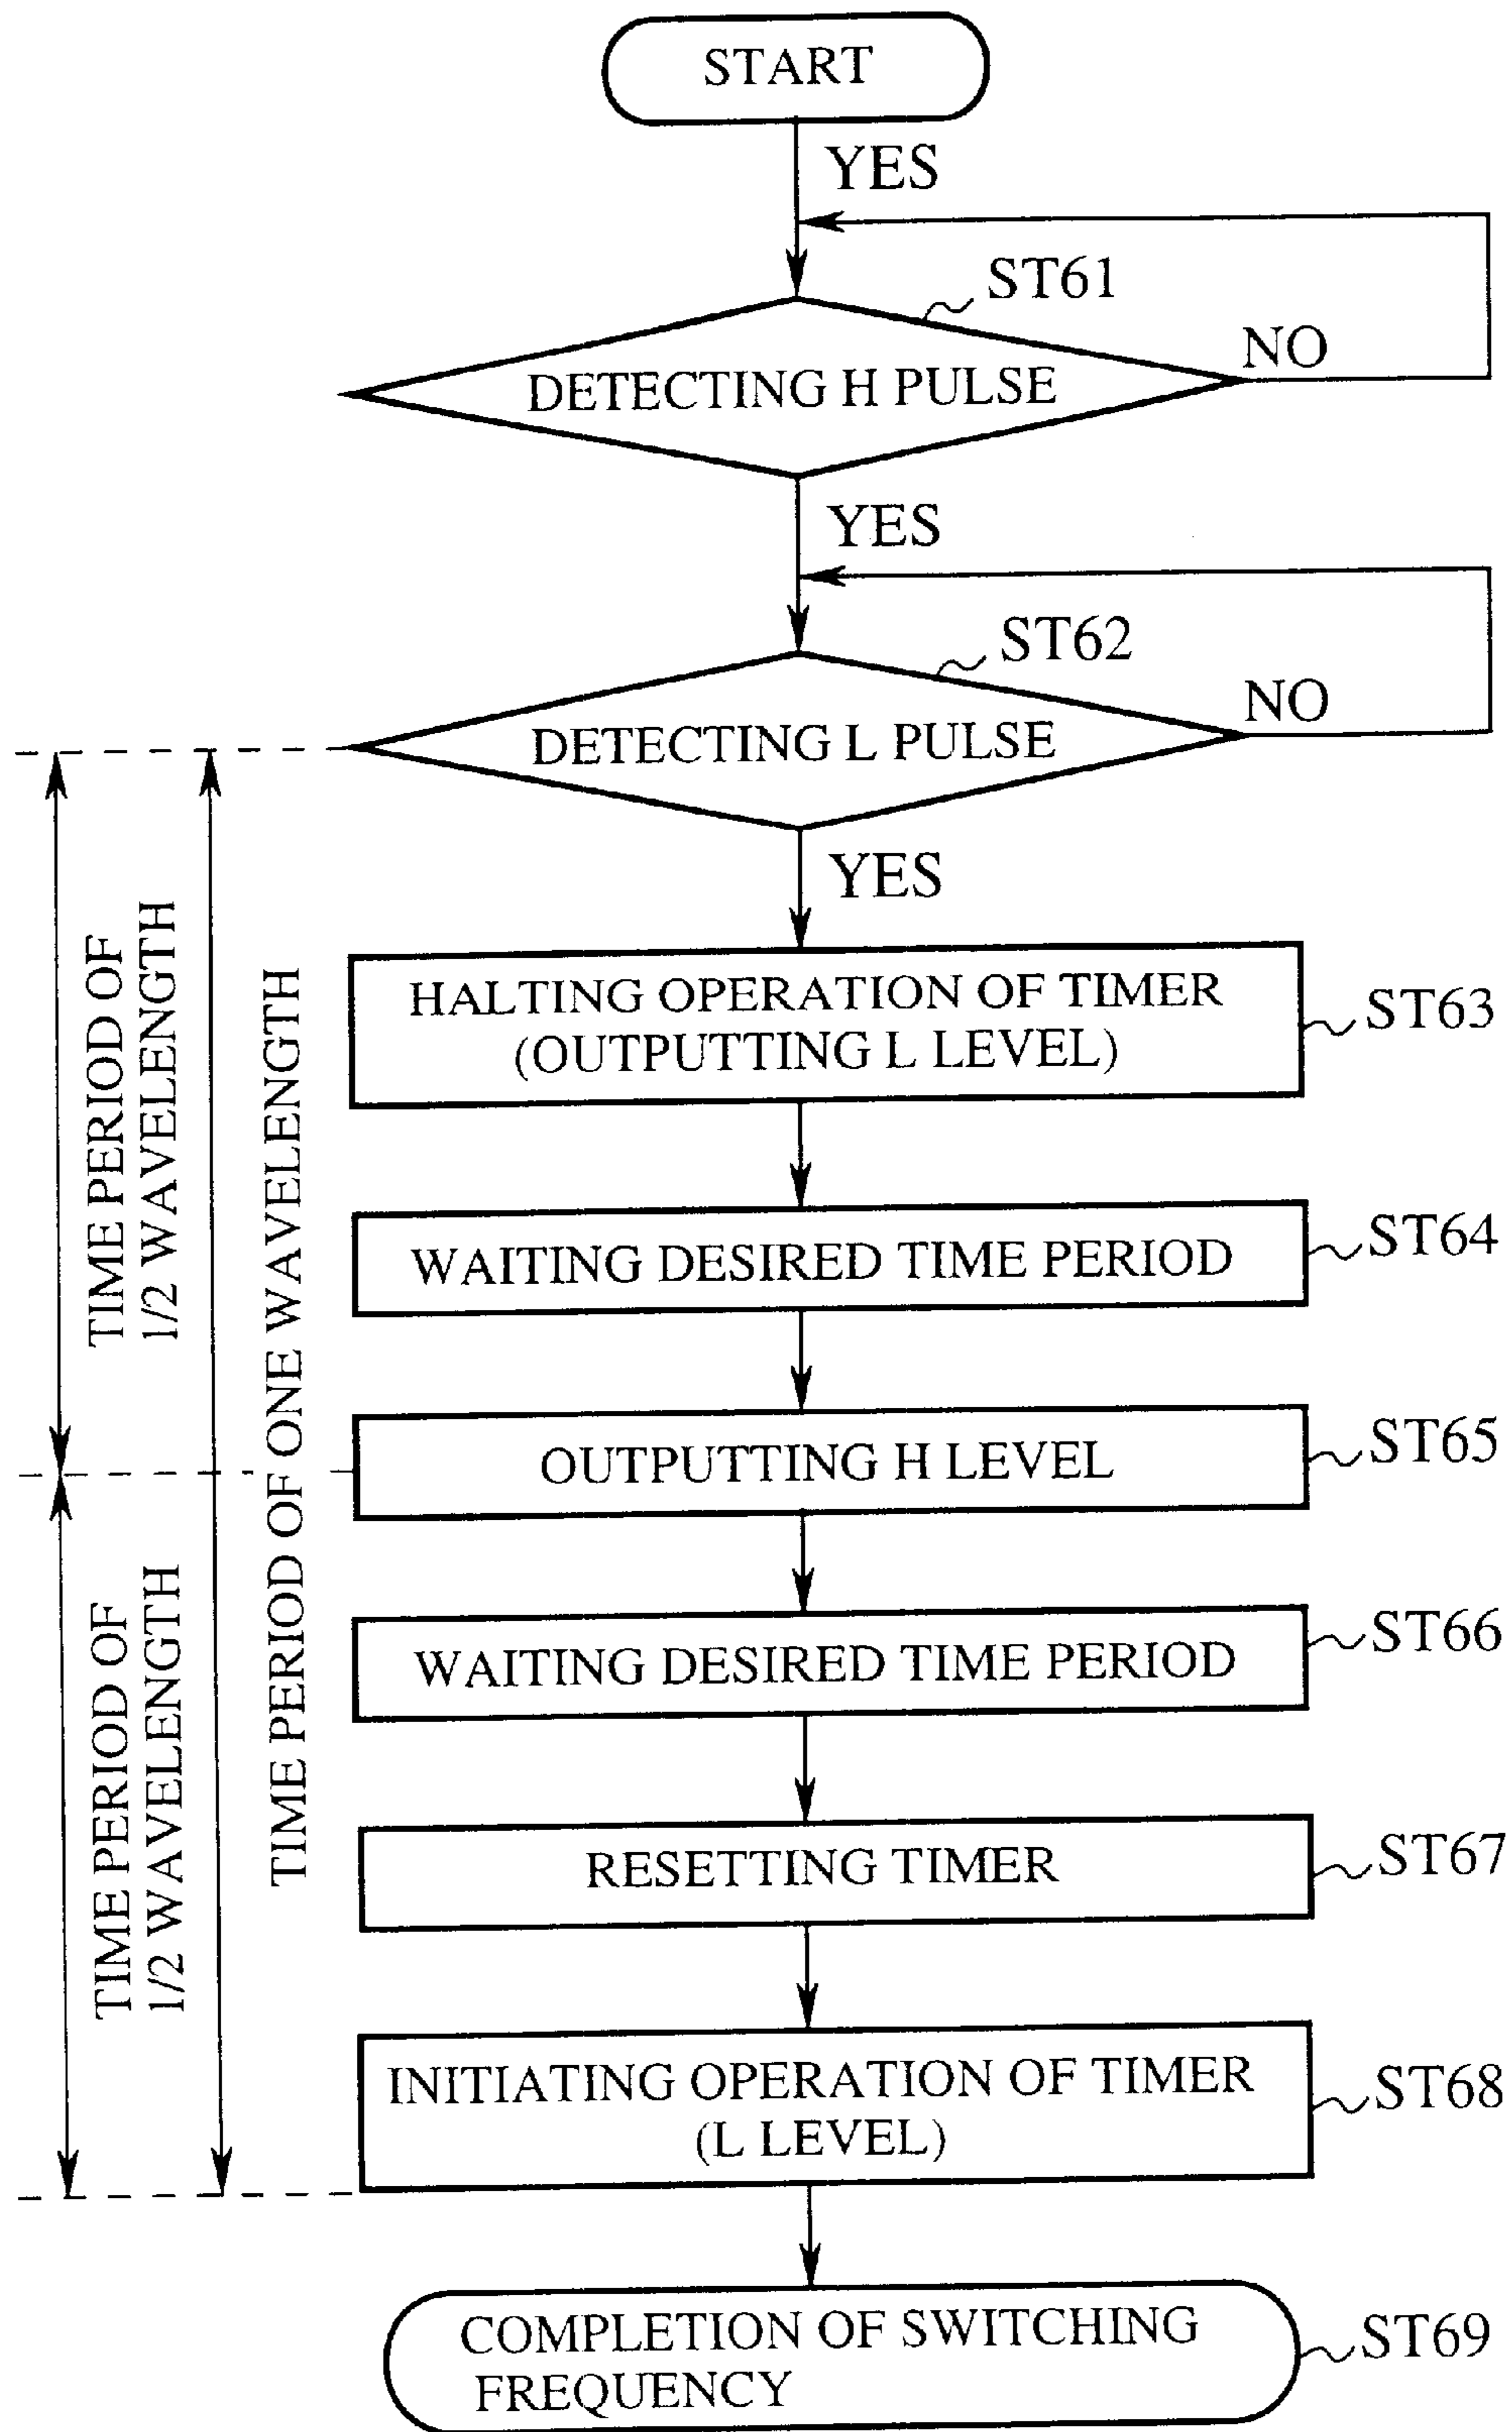 START
YES
ST61
NO
DETECTING H PULSE
YES
ST62
NO
DETECTING L PULSE
YES
HALTING OPERATION OF TIMER
(OUTPUTTING L LEVEL)
ST63
WAITING DESIRED TIME PERIOD
ST64
OUTPUTTING H LEVEL
ST65
WAITING DESIRED TIME PERIOD
ST66
RESETTING TIMER
ST67
INITIATING OPERATION OF TIMER
(L LEVEL)
ST68
COMPLETION OF SWITCHING
FREQUENCY
ST69
TIME PERIOD OF
1/2 WAVELENGTH
TIME PERIOD OF ONE WAVELENGTH
TIME PERIOD OF
1/2 WAVELENGTH